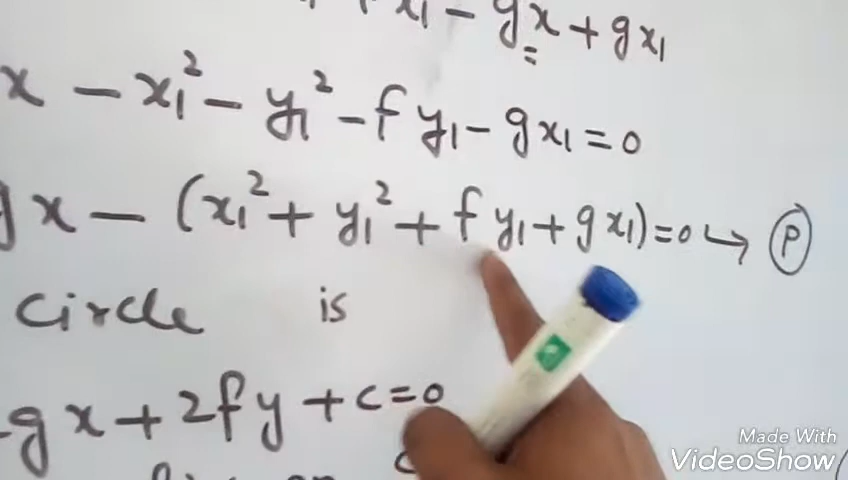 x₁ - gx + gx₁
x - x₁² - y₁² - fy₁ - gx₁ = 0
gx - (x₁² + y₁² + fy₁ + gx₁) = 0 ↪ (P)
Circle is
gx + 2fy + c = 0
Made With
VideoShow